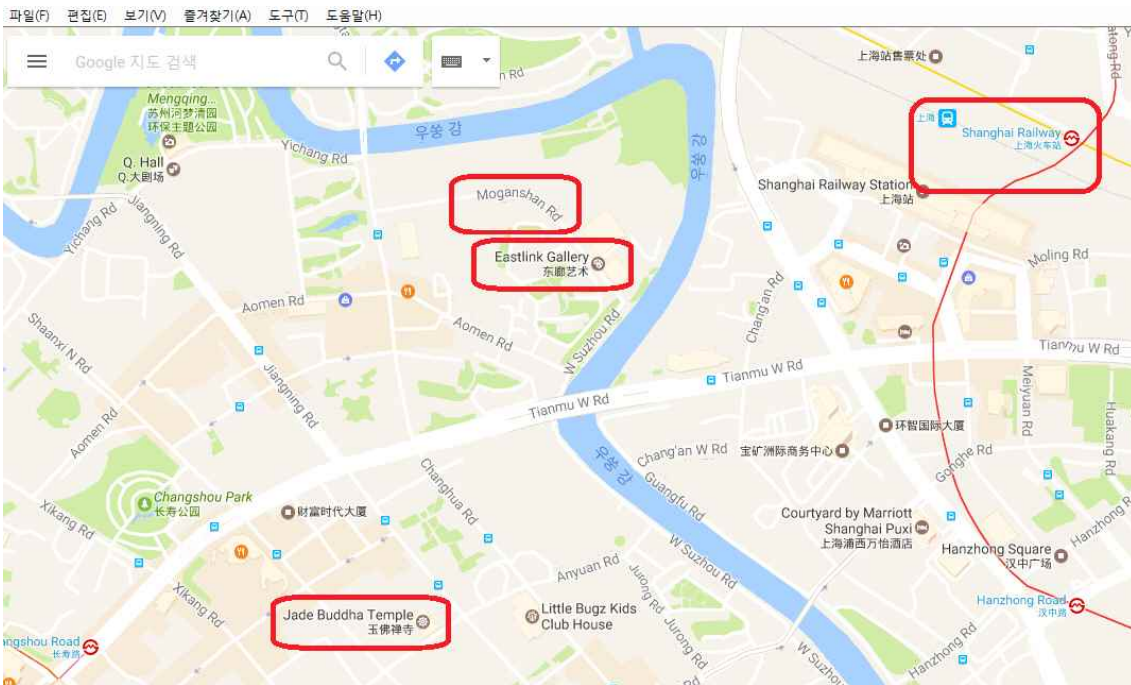 파일(F) 편집(E) 보기(V) 즐겨찾기(A) 도구(T) 도움말(H)
Google 지도 검색
n Rd
上海站售票处
Mengqing...
苏州河梦清园
环保主题公园
우쑹 강
우쑹 강
上海
Shanghai Railway
上海火车站
Yichang Rd
Q. Hall
Q.大剧场
Moganshan Rd
Shanghai Railway Station
上海站
Yichang Rd
Jiangning Rd
Eastlink Gallery
东廊艺术
Moling Rd
Aomen Rd
Chang'an Rd
Shaanxi N Rd
Aomen Rd
W Suzhou Rd
Tianmu W Rd
Jiangning Rd
Tianmu W Rd
Meiyuan Rd
Tianmu W Rd
Huakang Rd
Aomen Rd
环智国际大厦
우쑹 강
Chang'an W Rd
宝矿洲际商务中心
Gonghe Rd
Changhua Rd
Guangfu Rd
Changshou Park
长寿公园
Xikang Rd
财富时代大厦
Courtyard by Marriott
Shanghai Puxi
上海浦西万怡酒店
Hanzhong R
W Suzhou Rd
Hanzhong Square
汉中广场
Anyuan Rd
Xikang Rd
Jurong Rd
Hanzhong Road
汉中路
Jade Buddha Temple
玉佛禅寺
Little Bugz Kids
Club House
Jurong Rd
angshou Road
长寿路
W Suzhou
Hanzhong Rd